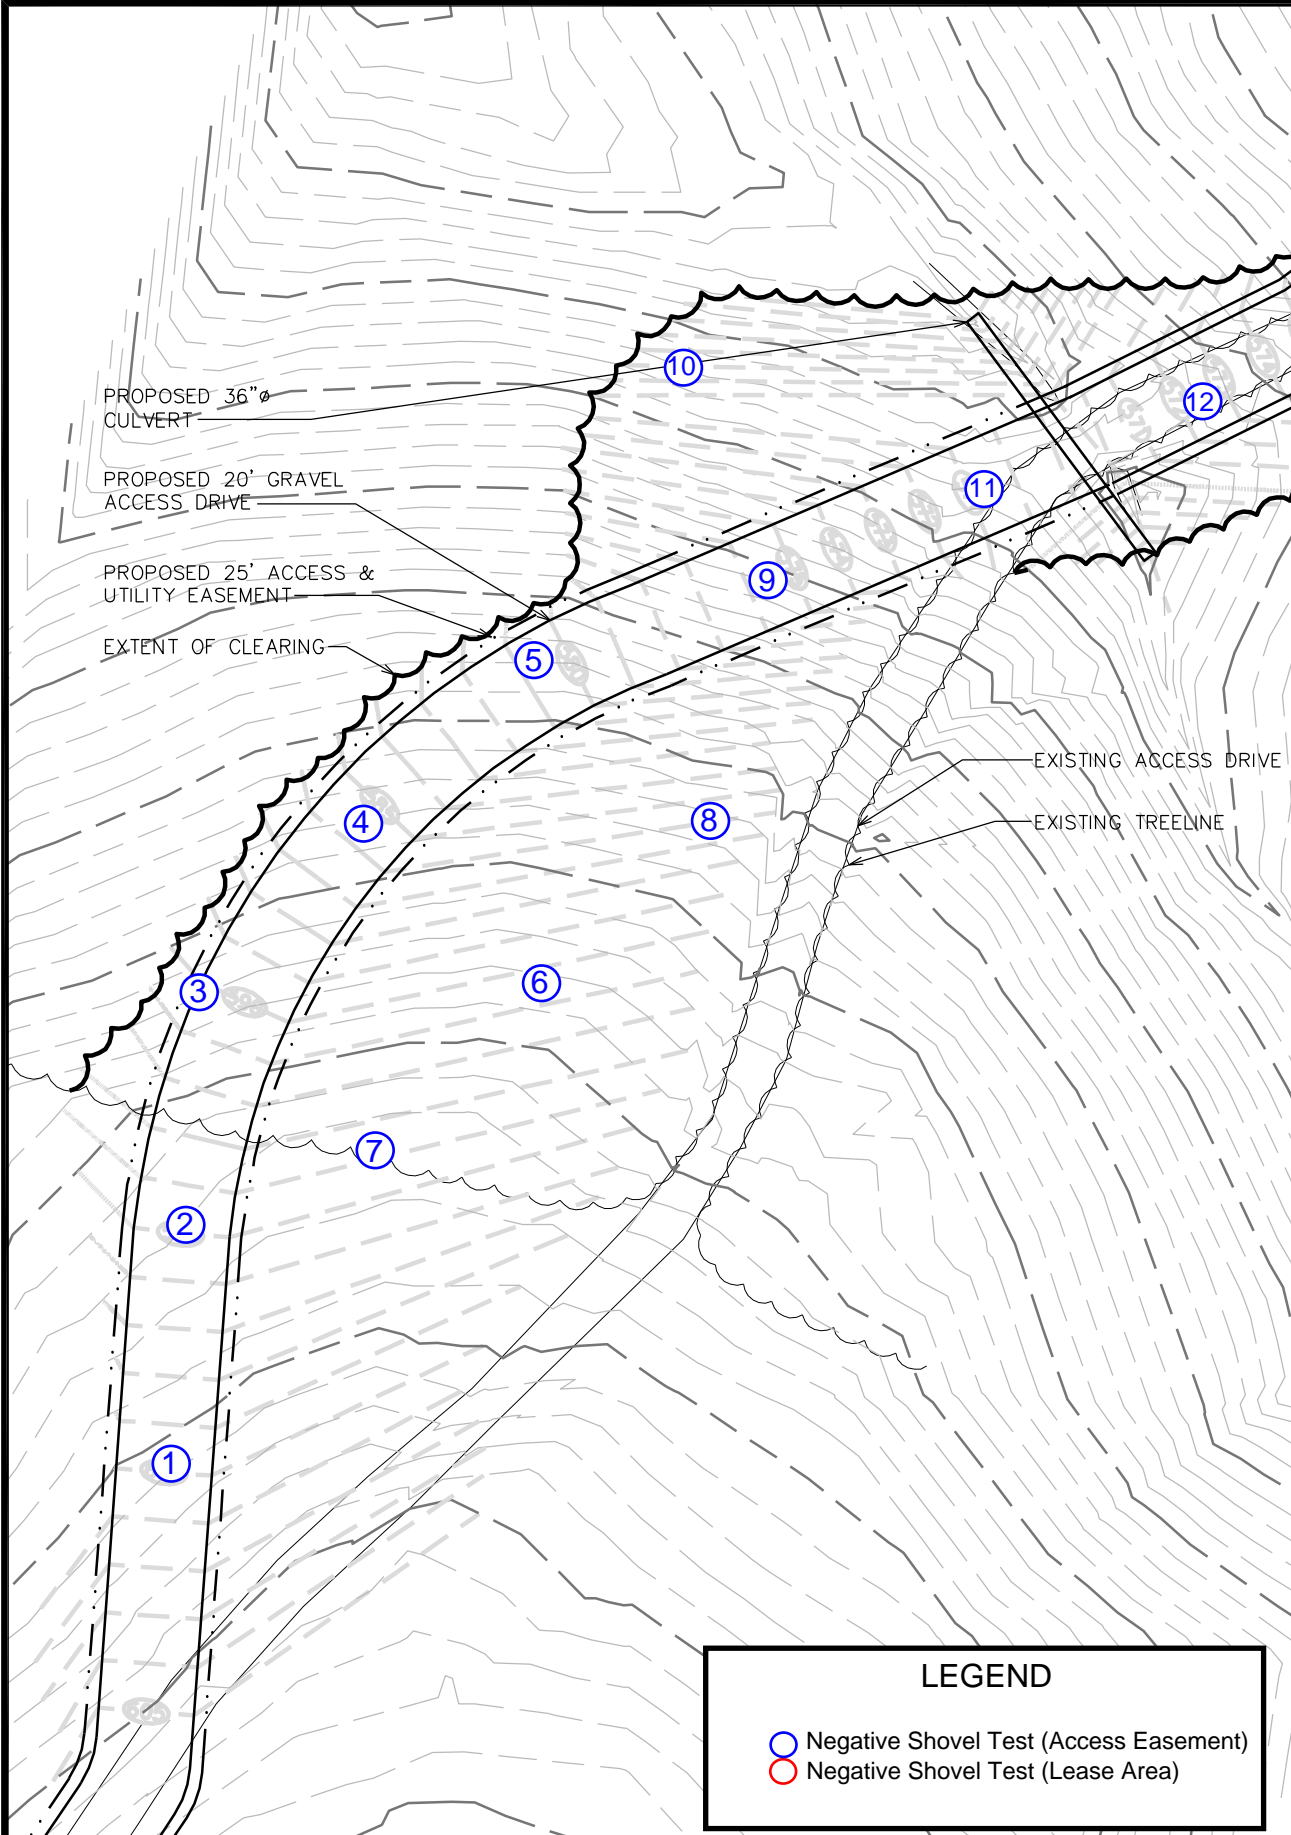 PROPOSED 36"ø
CULVERT
PROPOSED 20' GRAVEL
ACCESS DRIVE
PROPOSED 25' ACCESS &
UTILITY EASEMENT
EXTENT OF CLEARING
10
12
11
9
5
EXISTING ACCESS DRIVE
4
8
EXISTING TREELINE
3
6
7
2
1
LEGEND
Negative Shovel Test (Access Easement)
Negative Shovel Test (Lease Area)